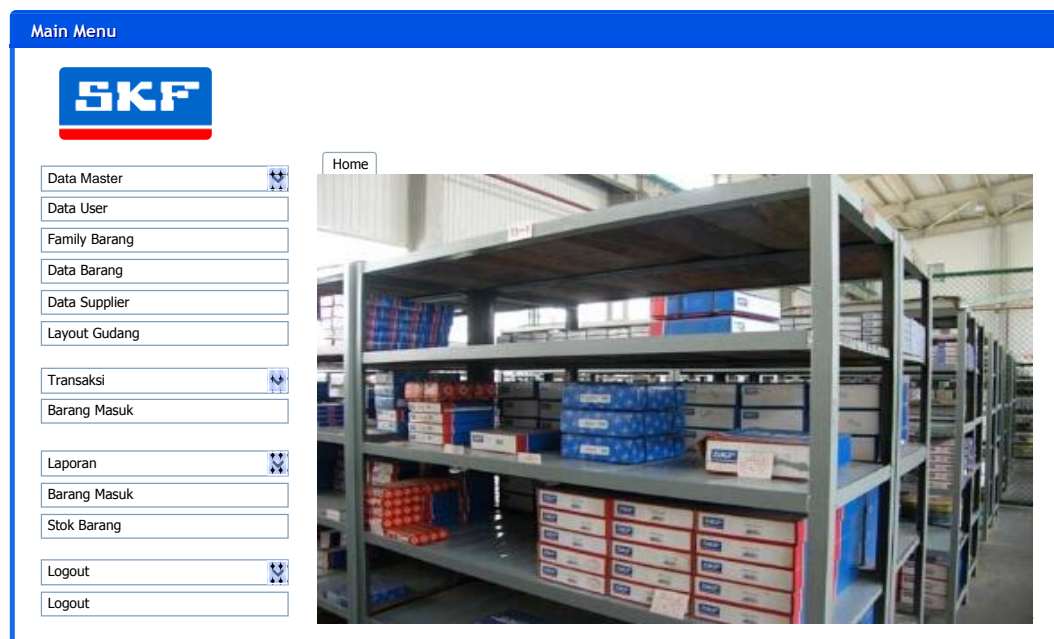 Main Menu
SKF
Home
Data Master
Data User
Family Barang
Data Barang
Data Supplier
Layout Gudang
Transaksi
Barang Masuk
Laporan
Barang Masuk
Stok Barang
Logout
Logout
SKF